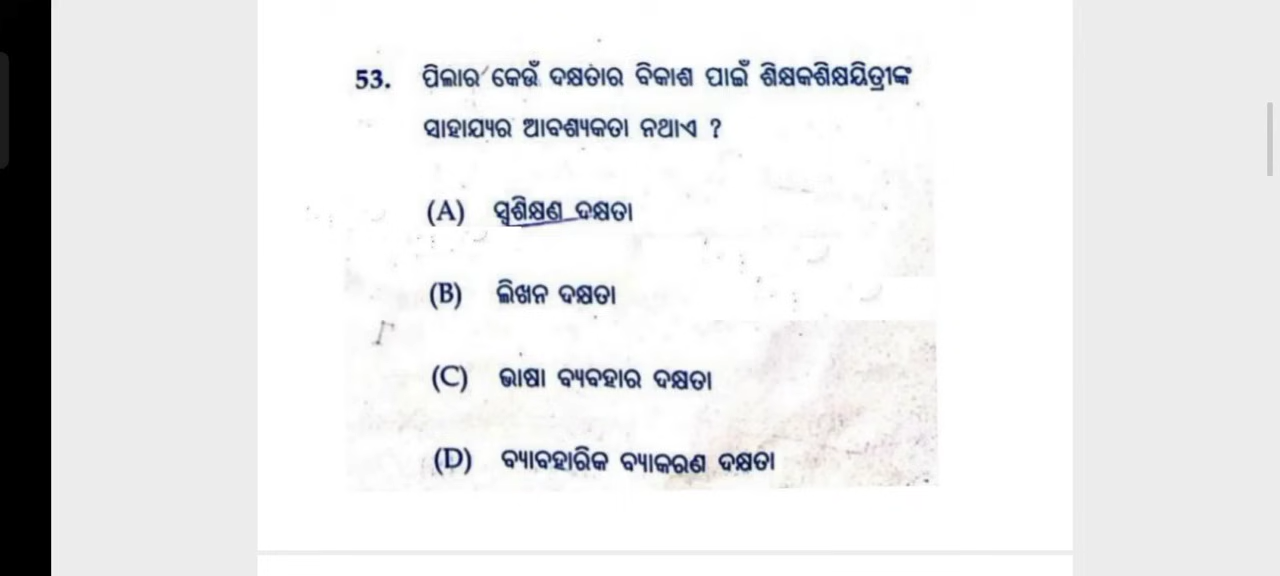 53. ପିଲାର କେଉଁ ଦକ୍ଷତାର ବିକାଶ ପାଇଁ ଶିକ୍ଷକଶିକ୍ଷୟିତ୍ରୀଙ୍କ
ସାହାଯ୍ୟର ଆବଶ୍ୟକତା ନଥାଏ ?
(A) ସ୍ୱଶିକ୍ଷଣ ଦକ୍ଷତା
(B) ଲିଖନ ଦକ୍ଷତା
(C) ଭାଷା ବ୍ୟବହାର ଦକ୍ଷତା
(D) ବ୍ୟାବହାରିକ ବ୍ୟାକରଣ ଦକ୍ଷତା